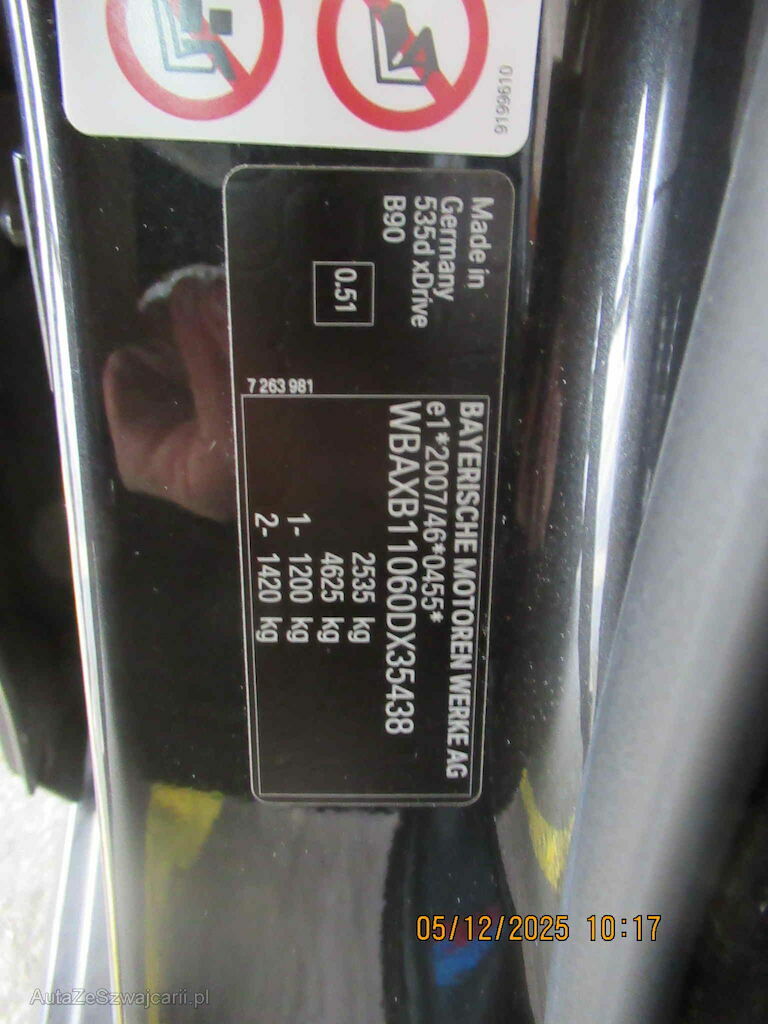 0196616
Made in
Germany
535d xDrive
B90
0.51
7 263 981
BAYERISCHE MOTOREN WERKE AG
e1*2007/46*0455*
WBAXB11060DX35438
2535 kg
4625 kg
1- 1200 kg
2- 1420 kg
05/12/2025 10:17
AutaZeSzwajcarii.pl